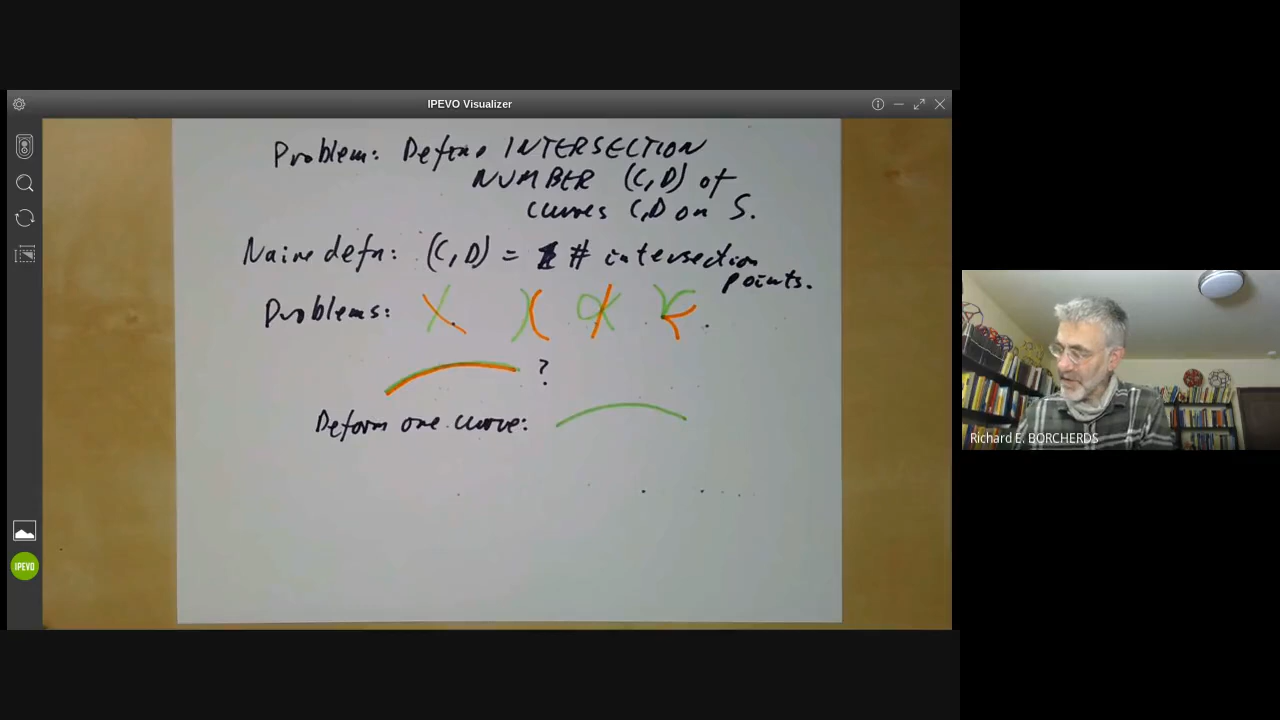 IPEVO Visualizer
Problem: Define INTERSECTION
NUMBER (C,D) of
curves C,D on S.
Naive defn: (C,D) = # intersection
points.
Problems:
?
Deform one curve:
IPEVO
Richard E. BORCHERDS